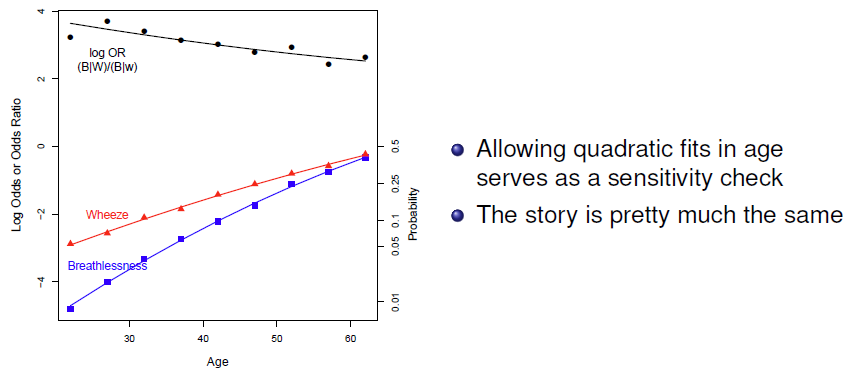 4
2
0
−2
−4
Log Odds or Odds Ratio
log OR
(B|W)/(B|w)
Wheeze
Breathlessness
0.5
0.25
0.1
0.05
0.01
Probability
30 40 50 60
Age
Allowing quadratic fits in age
serves as a sensitivity check
The story is pretty much the same